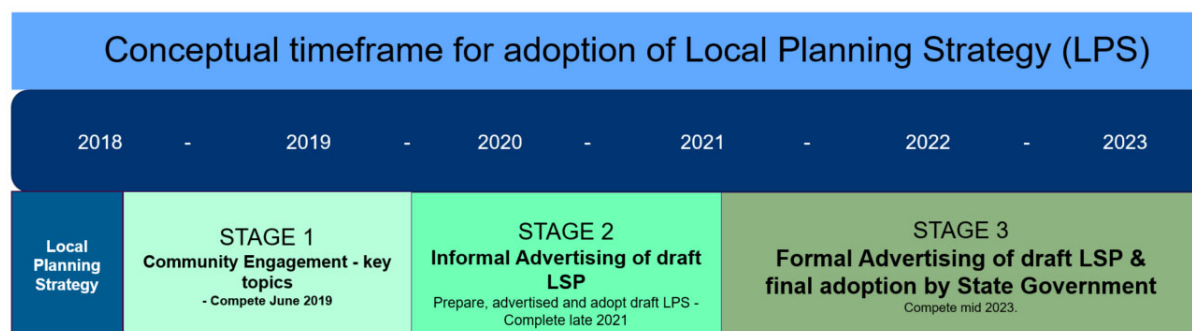 Conceptual timeframe for adoption of Local Planning Strategy (LPS)
2018 - 2019 - 2020 - 2021 - 2022 - 2023
Local
Planning
Strategy
STAGE 1
Community Engagement - key
topics
- Compete June 2019
STAGE 2
Informal Advertising of draft
LSP
Prepare, advertised and adopt draft LPS -
Complete late 2021
STAGE 3
Formal Advertising of draft LSP &
final adoption by State Government
Compete mid 2023.